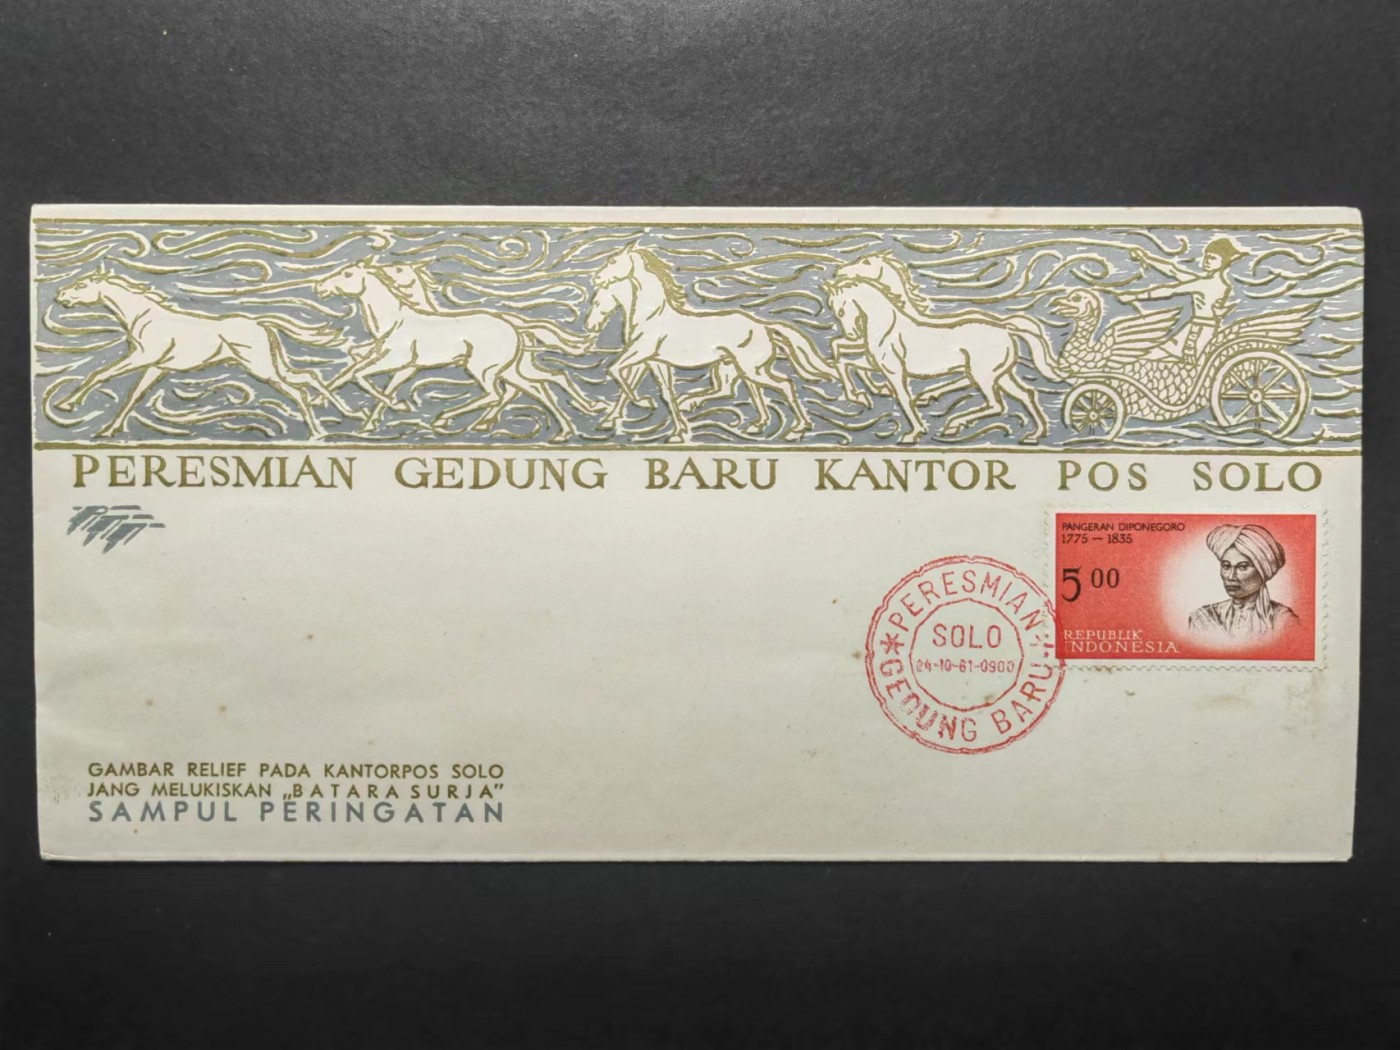 PERESMIAN GEDUNG BARU KANTOR POS SOLO
PANGERAN DIPONEGORO
1775 — 1835
5 00
REPUBLIK
INDONESIA
PERESMIAN
SOLO
24-10-61-0900
GEDUNG BARU
GAMBAR RELIEF PADA KANTORPOS SOLO
JANG MELUKISKAN „BATARA SURJA”
SAMPUL PERINGATAN